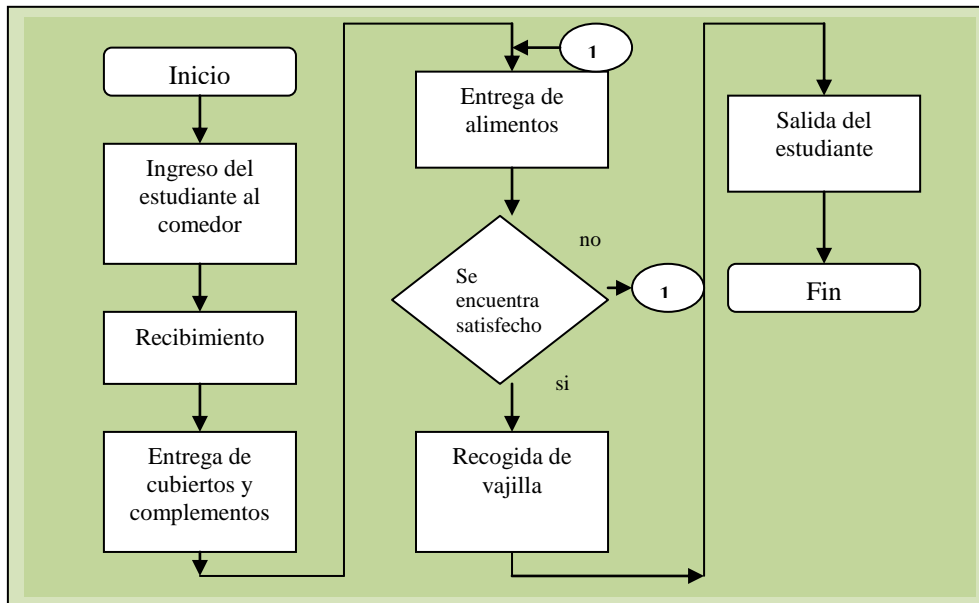 Inicio
Ingreso del
estudiante al
comedor
Recibimiento
Entrega de
cubiertos y
complementos
1
Entrega de
alimentos
Se
encuentra
satisfecho
no
1
si
Recogida de
vajilla
Salida del
estudiante
Fin